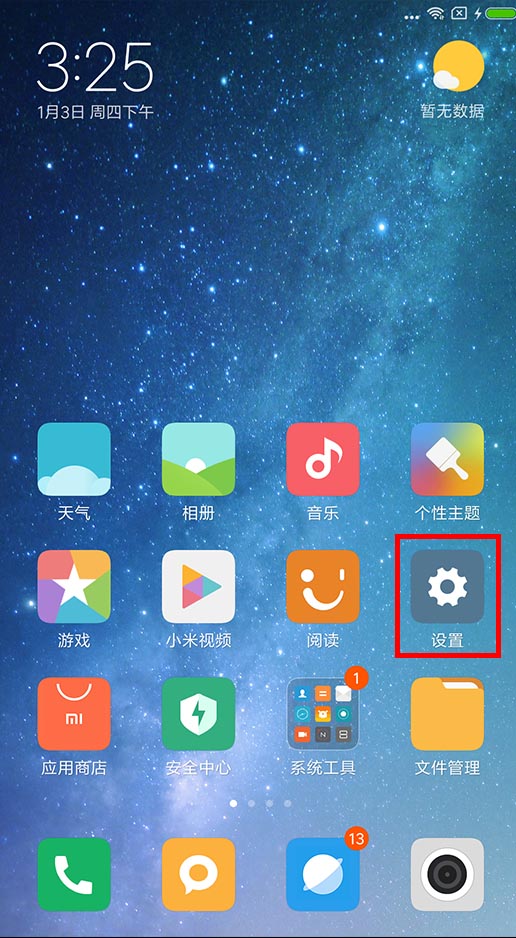 3:25
1月3日 周四下午
暂无数据
天气
相册
音乐
个性主题
游戏
小米视频
阅读
设置
mi
1
N
应用商店
安全中心
系统工具
文件管理
13